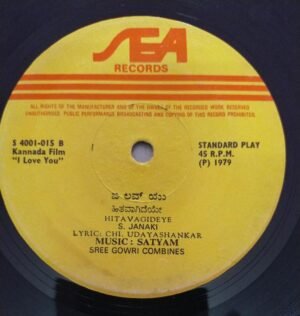 SEA
RECORDS
ALL RIGHTS OF THE MANUFACTURER AND OF THE OWNER OF THE RECORDED WORK RESERVED
UNAUTHORISED PUBLIC PERFORMANCE BROADCASTING AND COPYING OF THIS RECORD PROHIBITED
S 4001-015 B
Kannada Film
"I Love You"
STANDARD PLAY
45 R.P.M.
(P) 1979
ಐ ಲವ್ ಯು
ಹಿತವಾಗಿದೆಯೇ
HITAVAGIDEYE
S. JANAKI
LYRIC: CHI. UDAYASHANKAR
MUSIC: SATYAM
SREE GOWRI COMBINES